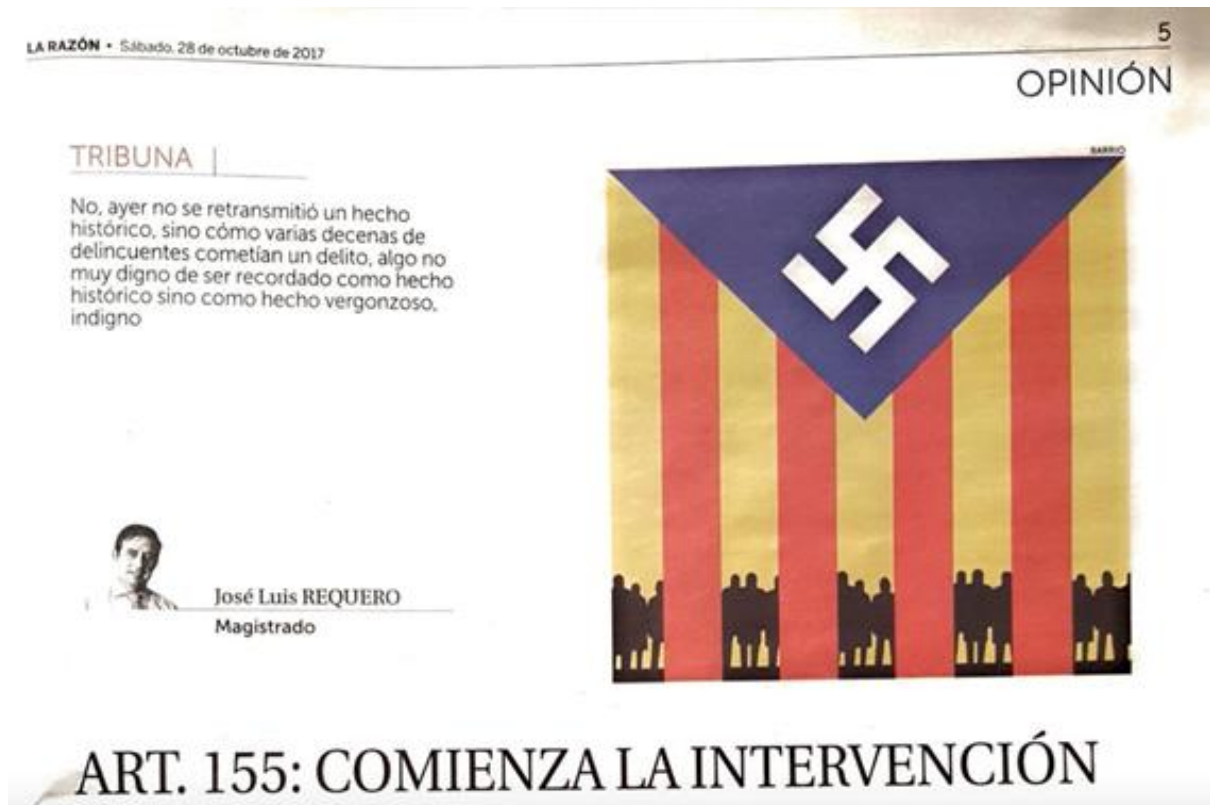 LA RAZÓN • Sábado. 28 de octubre de 2017
5
OPINIÓN
TRIBUNA
No, ayer no se retransmitió un hecho
histórico, sino cómo varias decenas de
delincuentes cometían un delito, algo no
muy digno de ser recordado como hecho
histórico sino como hecho vergonzoso,
indigno
BARRIO
José Luis REQUERO
Magistrado
ART. 155: COMIENZA LA INTERVENCIÓN